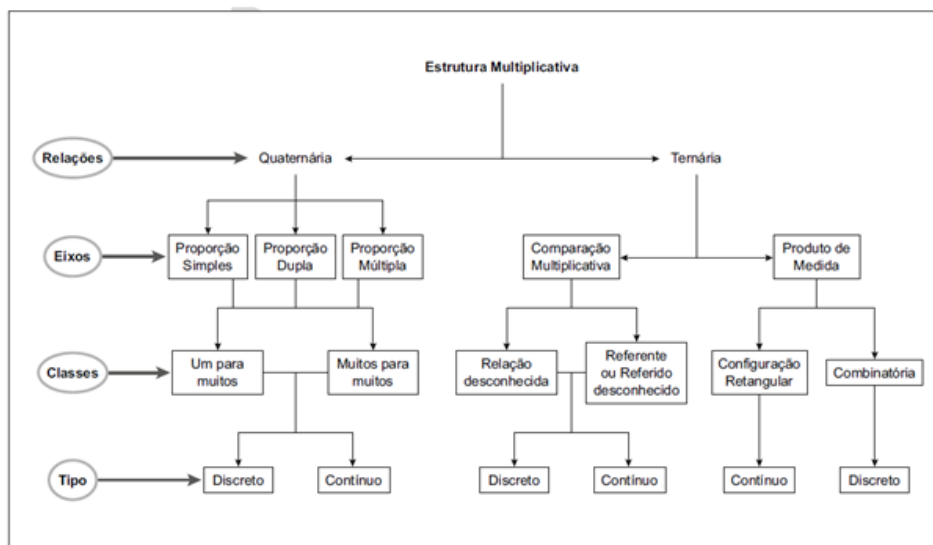 Estrutura Multiplicativa
Relações
Quaternária
Ternária
Eixos
Proporção
Simples
Proporção
Dupla
Proporção
Múltipla
Comparação
Multiplicativa
Produto de
Medida
Classes
Um para
muitos
Muitos para
muitos
Relação
desconhecida
Referente
ou Referido
desconhecido
Configuração
Retangular
Combinatória
Tipo
Discreto
Contínuo
Discreto
Contínuo
Contínuo
Discreto